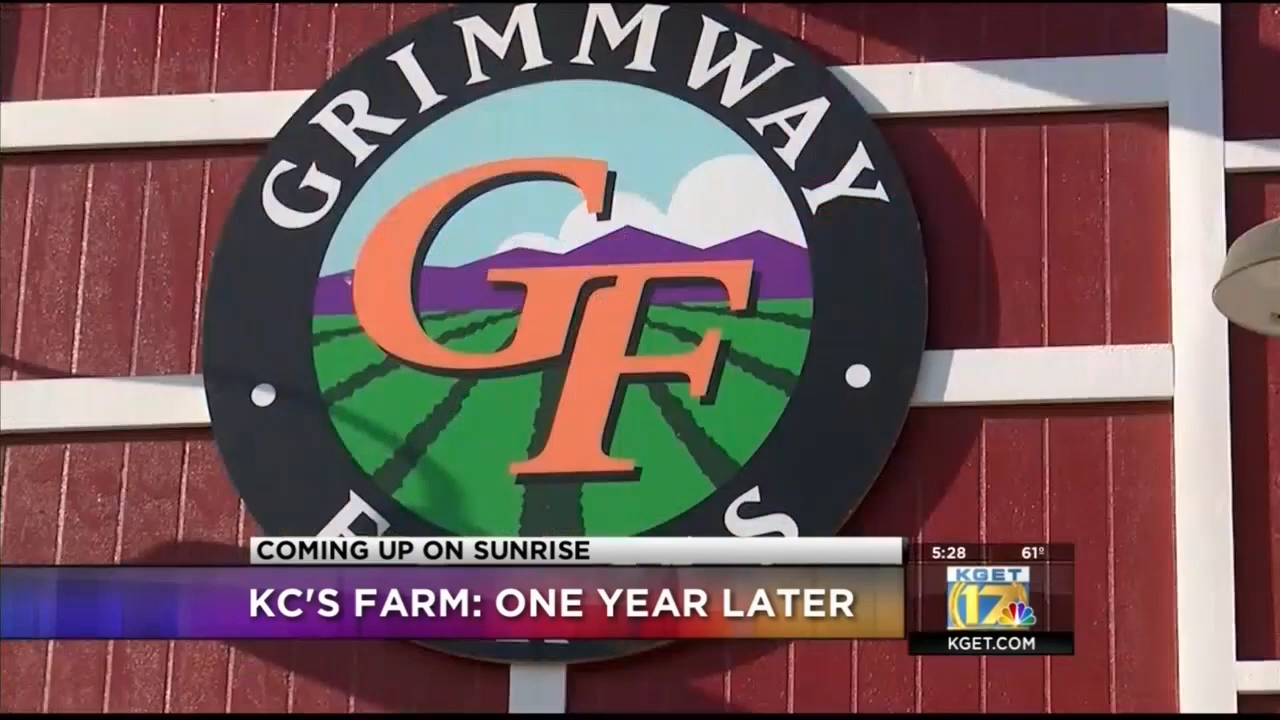 GRIMMWAY
GF
COMING UP ON SUNRISE
KC'S FARM: ONE YEAR LATER
5:28 61º
KGET
17
KGET.COM